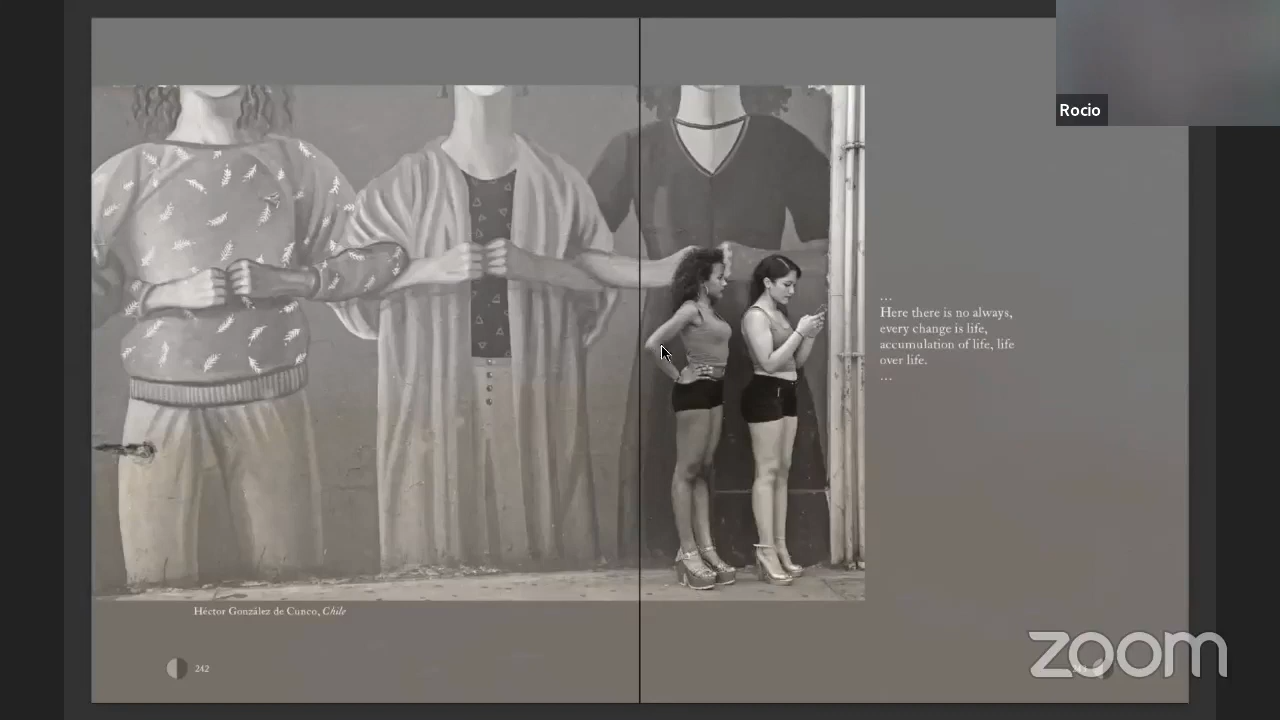 Rocio
...
Here there is no always,
every change is life,
accumulation of life, life
over life.
...
Héctor González de Cunco, Chile
242
zoom